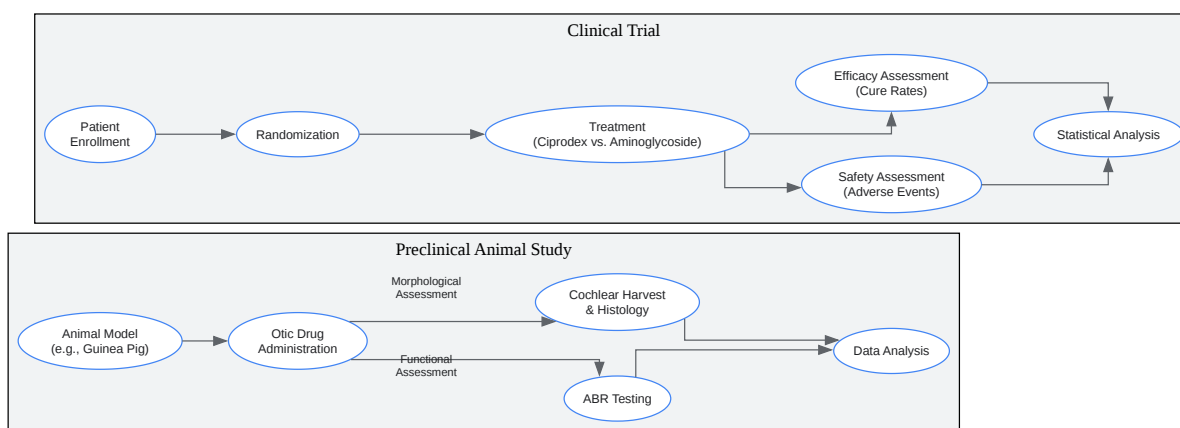 Clinical Trial
Patient
Enrollment
Randomization
Treatment
(Ciprodex vs. Aminoglycoside)
Efficacy Assessment
(Cure Rates)
Safety Assessment
(Adverse Events)
Statistical Analysis
Preclinical Animal Study
Animal Model
(e.g., Guinea Pig)
Otic Drug
Administration
Morphological
Assessment
Functional
Assessment
Cochlear Harvest
& Histology
ABR Testing
Data Analysis